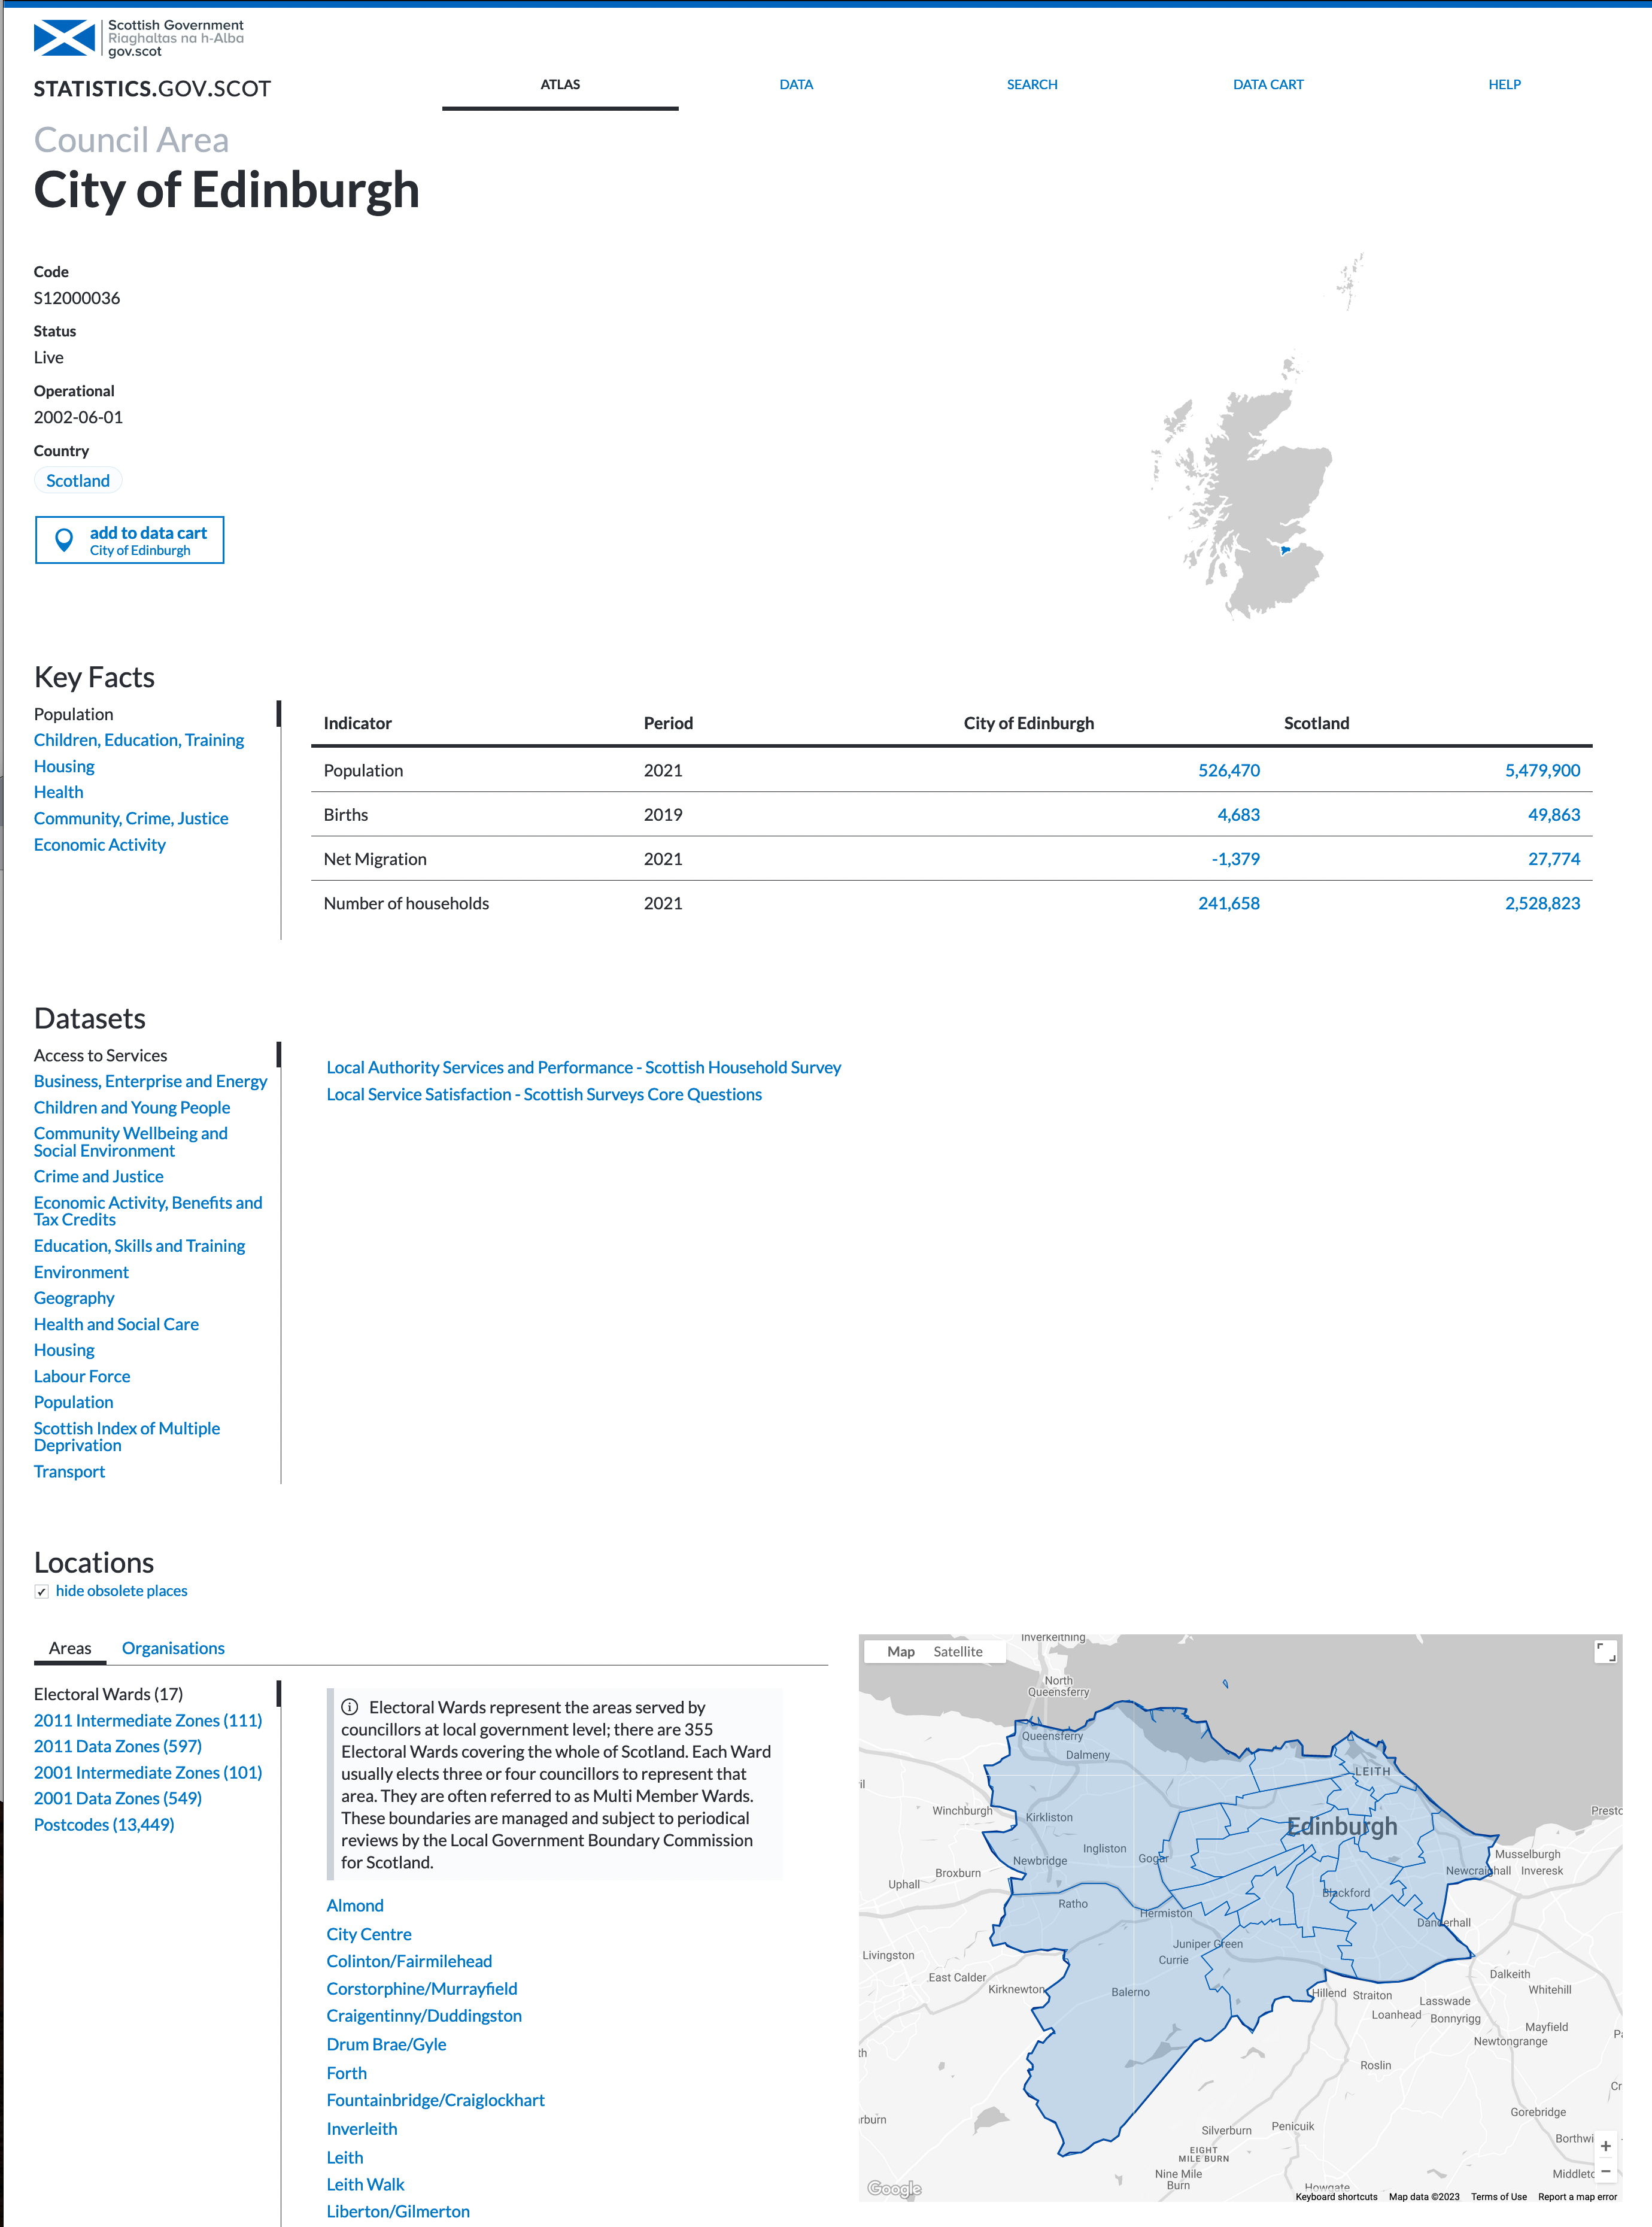 Scottish Government
Riaghaltas na h-Alba
gov.scot
STATISTICS.GOV.SCOT
ATLAS
DATA
SEARCH
DATA CART
HELP
Council Area
City of Edinburgh
Code
S12000036
Status
Live
Operational
2002-06-01
Country
Scotland
add to data cart
City of Edinburgh
Key Facts
Population
Children, Education, Training
Housing
Health
Community, Crime, Justice
Economic Activity
Indicator Period City of Edinburgh Scotland
Population 2021 526,470 5,479,900
Births 2019 4,683 49,863
Net Migration 2021 -1,379 27,774
Number of households 2021 241,658 2,528,823
Datasets
Access to Services
Business, Enterprise and Energy
Children and Young People
Community Wellbeing and
Social Environment
Crime and Justice
Economic Activity, Benefits and
Tax Credits
Education, Skills and Training
Environment
Geography
Health and Social Care
Housing
Labour Force
Population
Scottish Index of Multiple
Deprivation
Transport
Local Authority Services and Performance - Scottish Household Survey
Local Service Satisfaction - Scottish Surveys Core Questions
Locations
hide obsolete places
Areas
Organisations
Electoral Wards (17)
2011 Intermediate Zones (111)
2011 Data Zones (597)
2001 Intermediate Zones (101)
2001 Data Zones (549)
Postcodes (13,449)
Electoral Wards represent the areas served by
councillors at local government level; there are 355
Electoral Wards covering the whole of Scotland. Each Ward
usually elects three or four councillors to represent that
area. They are often referred to as Multi Member Wards.
These boundaries are managed and subject to periodical
reviews by the Local Government Boundary Commission
for Scotland.
Almond
City Centre
Colinton/Fairmilehead
Corstorphine/Murrayfield
Craigentinny/Duddingston
Drum Brae/Gyle
Forth
Fountainbridge/Craiglockhart
Inverleith
Leith
Leith Walk
Liberton/Gilmerton
Map
Satellite
Inverkeithing
North
Queensferry
Queensferry
Dalmeny
LEITH
Winchburgh
Kirkliston
Edinburgh
Ingliston
Gogar
Newbridge
Musselburgh
Newcraighall
Inveresk
Broxburn
Uphall
Blackford
Ratho
Hermiston
Danderhall
Juniper Green
Currie
Livingston
East Calder
Kirknewton
Balerno
Dalkeith
Whitehill
Hillend
Straiton
Lasswade
Loanhead
Bonnyrigg
Mayfield
Newtongrange
Roslin
Gorebridge
Silverburn
Penicuik
EIGHT
MILE BURN
Nine Mile
Burn
Howgate
Google
Keyboard shortcuts
Map data ©2023
Terms of Use
Report a map error